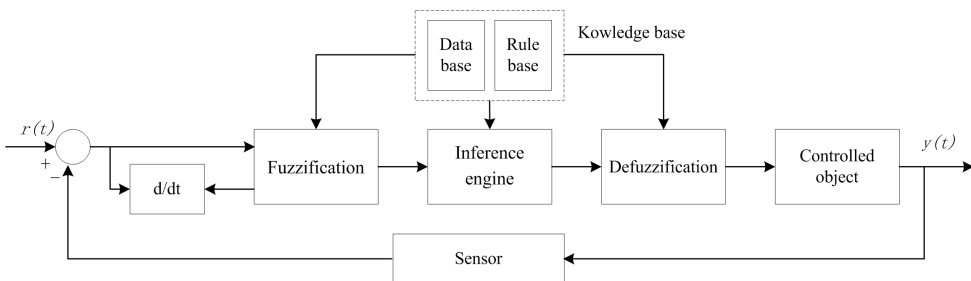 Data
base
Rule
base
Kowledge base
r(t)
+
−
Fuzzification
Inference
engine
Defuzzification
Controlled
object
y(t)
d/dt
Sensor